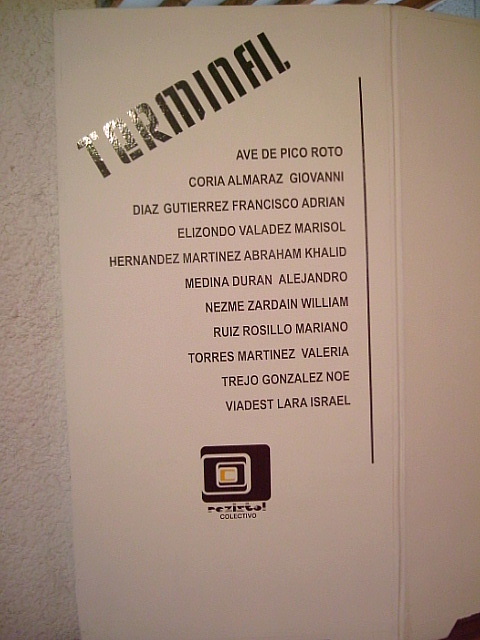 TERMINAL
AVE DE PICO ROTO
CORIA ALMARAZ GIOVANNI
DIAZ GUTIERREZ FRANCISCO ADRIAN
ELIZONDO VALADEZ MARISOL
HERNANDEZ MARTINEZ ABRAHAM KHALID
MEDINA DURAN ALEJANDRO
NEZME ZARDAIN WILLIAM
RUIZ ROSILLO MARIANO
TORRES MARTINEZ VALERIA
TREJO GONZALEZ NOE
VIADEST LARA ISRAEL
rezisto!
COLECTIVO